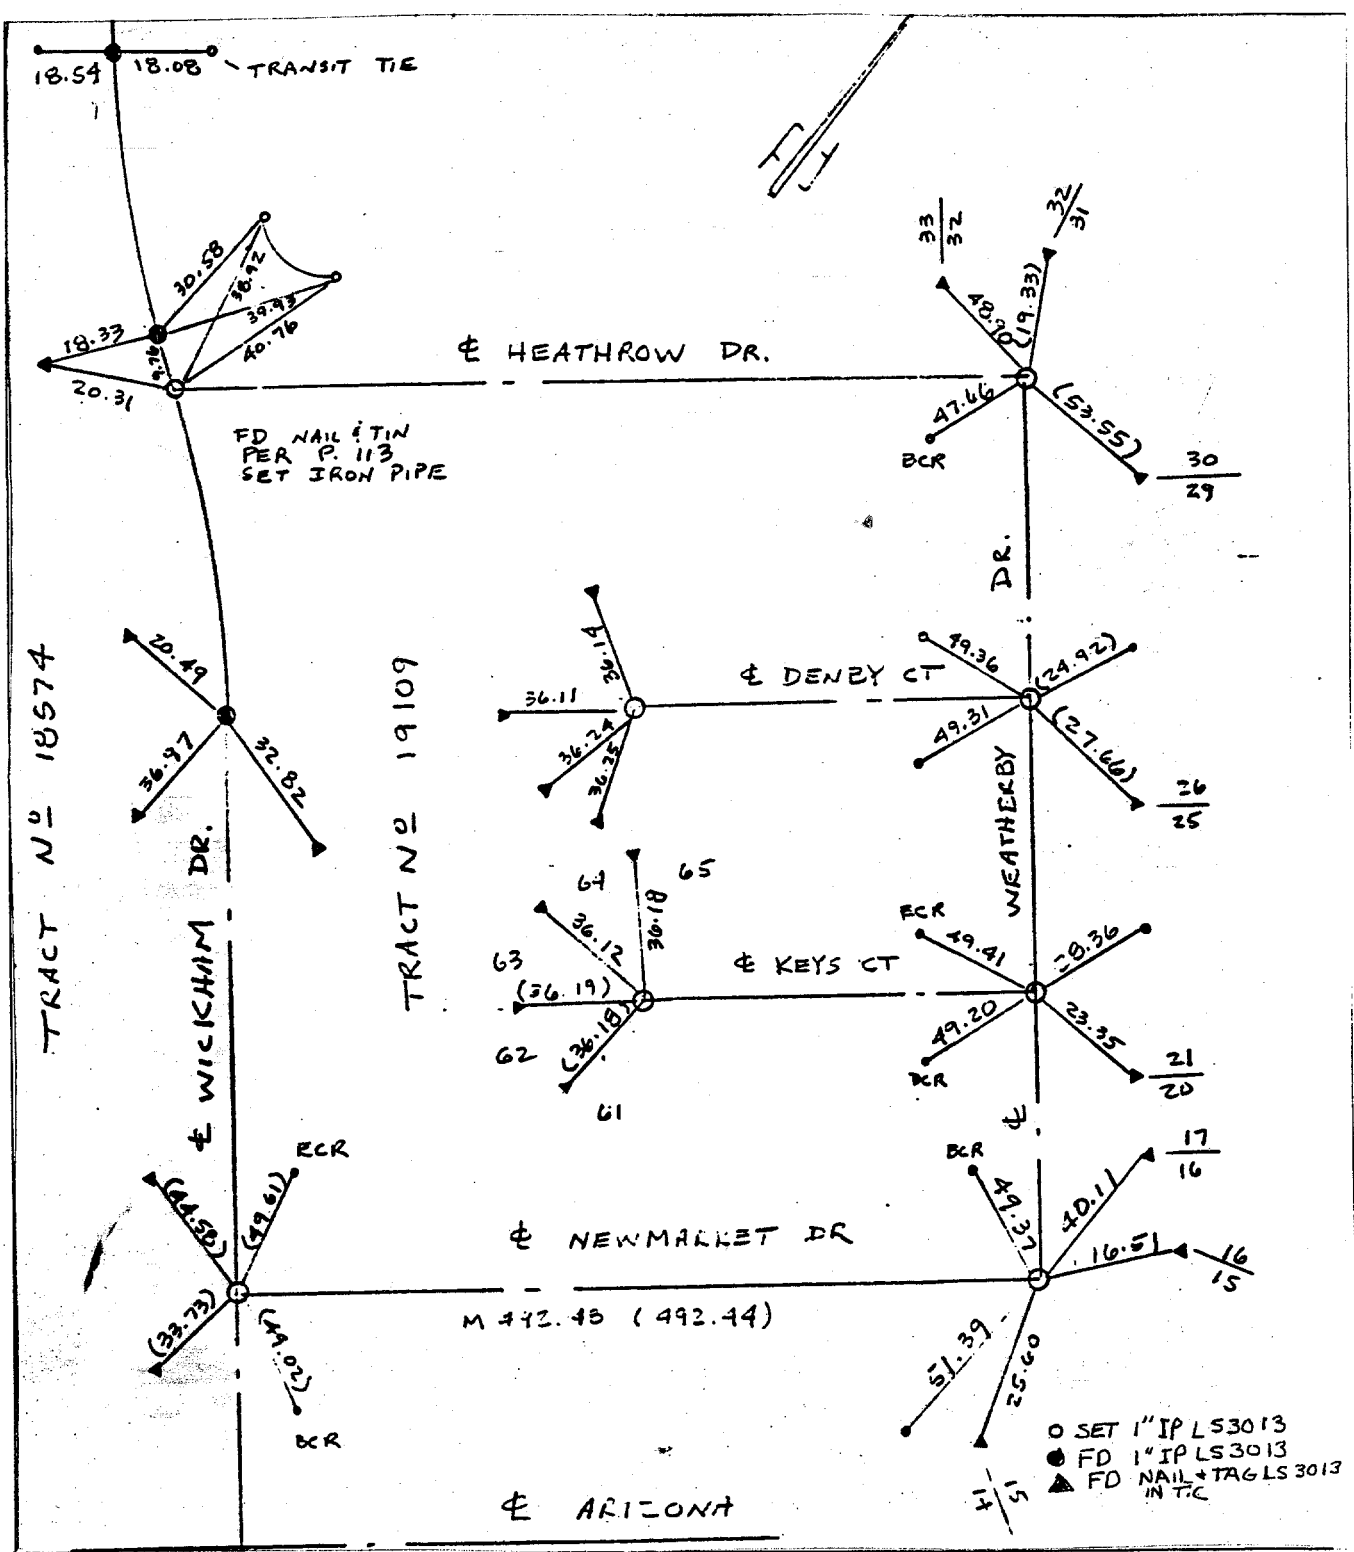 18.54 18.08 TRANSIT TIE
33
32
32
31
30.58
38.92
39.93
40.76
18.33
9.76
20.31
℄ HEATHROW DR.
48.90
(19.33)
47.66
BCR
(53.55)
30
29
FD NAIL & TIN
PER P. 113
SET IRON PIPE
DR.
WEATHERBY
℄
TRACT Nº 18574
20.49
36.97
32.82
℄ WICKHAM DR.
TRACT Nº 19109
36.14
36.11
36.24
36.25
℄ DENBY CT
49.36
(24.92)
49.31
(27.66)
26
25
64
65
36.18
36.12
63
(36.19)
(36.18)
62
61
℄ KEYS CT
ECR
49.41
28.36
49.20
BCR
23.35
21
20
ECR
(44.58)
(49.61)
(33.73)
(49.02)
BCR
℄ NEWMARKET DR
M 492.43 (492.44)
BCR
49.37
40.11
17
16
16.51
16
15
51.39
25.60
15
14
○ SET 1" IP LS3013
● FD 1" IP LS3013
▲ FD NAIL + TAG LS 3013
IN T.C
℄ ARIZONA